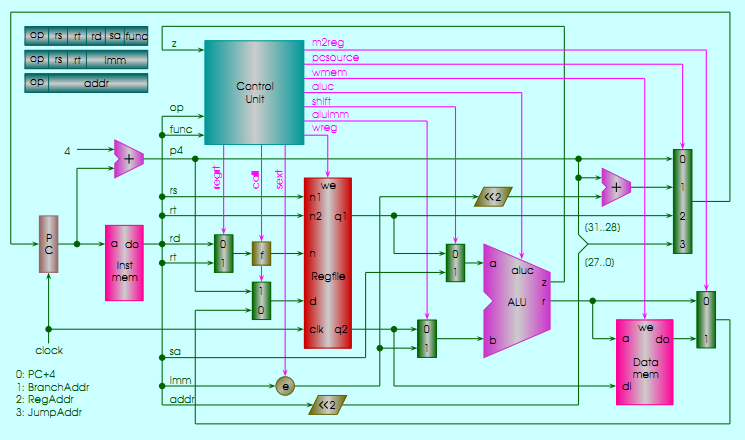 op rs rt rd sa func
op rs rt imm
op addr
z
Control
Unit
m2reg
pcsource
wmem
aluc
shift
aluimm
wreg
op
func
4
+
p4
regrt
call
sext
rs
rt
rd
rt
P
C
a do
Inst
mem
0
1
f
1
0
we
n1
n2
n
d
clk
q1
q2
Regfile
<<2
+
0
1
2
3
(31..28)
(27..0)
0
1
a
b
aluc
ALU
z
r
0
1
we
a do
Data
mem
di
0
1
clock
sa
imm
e
addr
<<2
0: PC+4
1: BranchAddr
2: RegAddr
3: JumpAddr